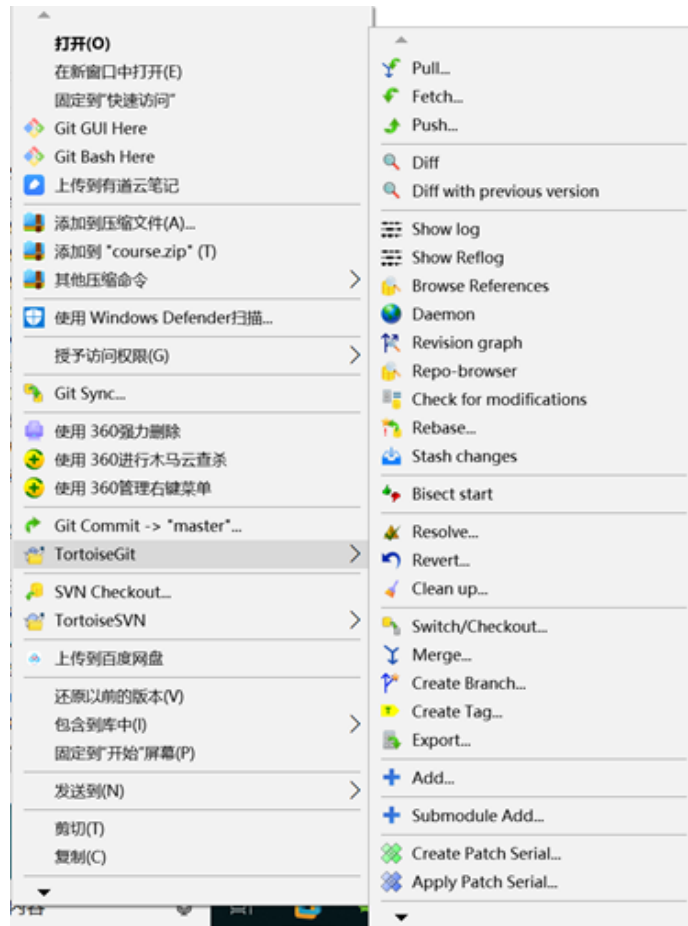 打开(O)
在新窗口中打开(E)
固定到"快速访问"
Git GUI Here
Git Bash Here
上传到有道云笔记
添加到压缩文件(A)...
添加到 "course.zip" (T)
其他压缩命令
使用 Windows Defender扫描...
授予访问权限(G)
Git Sync...
使用 360强力删除
使用 360进行木马云查杀
使用 360管理右键菜单
Git Commit -> "master"...
TortoiseGit
SVN Checkout...
TortoiseSVN
上传到百度网盘
还原以前的版本(V)
包含到库中(I)
固定到"开始"屏幕(P)
发送到(N)
剪切(T)
复制(C)
Pull...
Fetch...
Push...
Diff
Diff with previous version
Show log
Show Reflog
Browse References
Daemon
Revision graph
Repo-browser
Check for modifications
Rebase...
Stash changes
Bisect start
Resolve...
Revert...
Clean up...
Switch/Checkout...
Merge...
Create Branch...
Create Tag...
Export...
Add...
Submodule Add...
Create Patch Serial...
Apply Patch Serial...